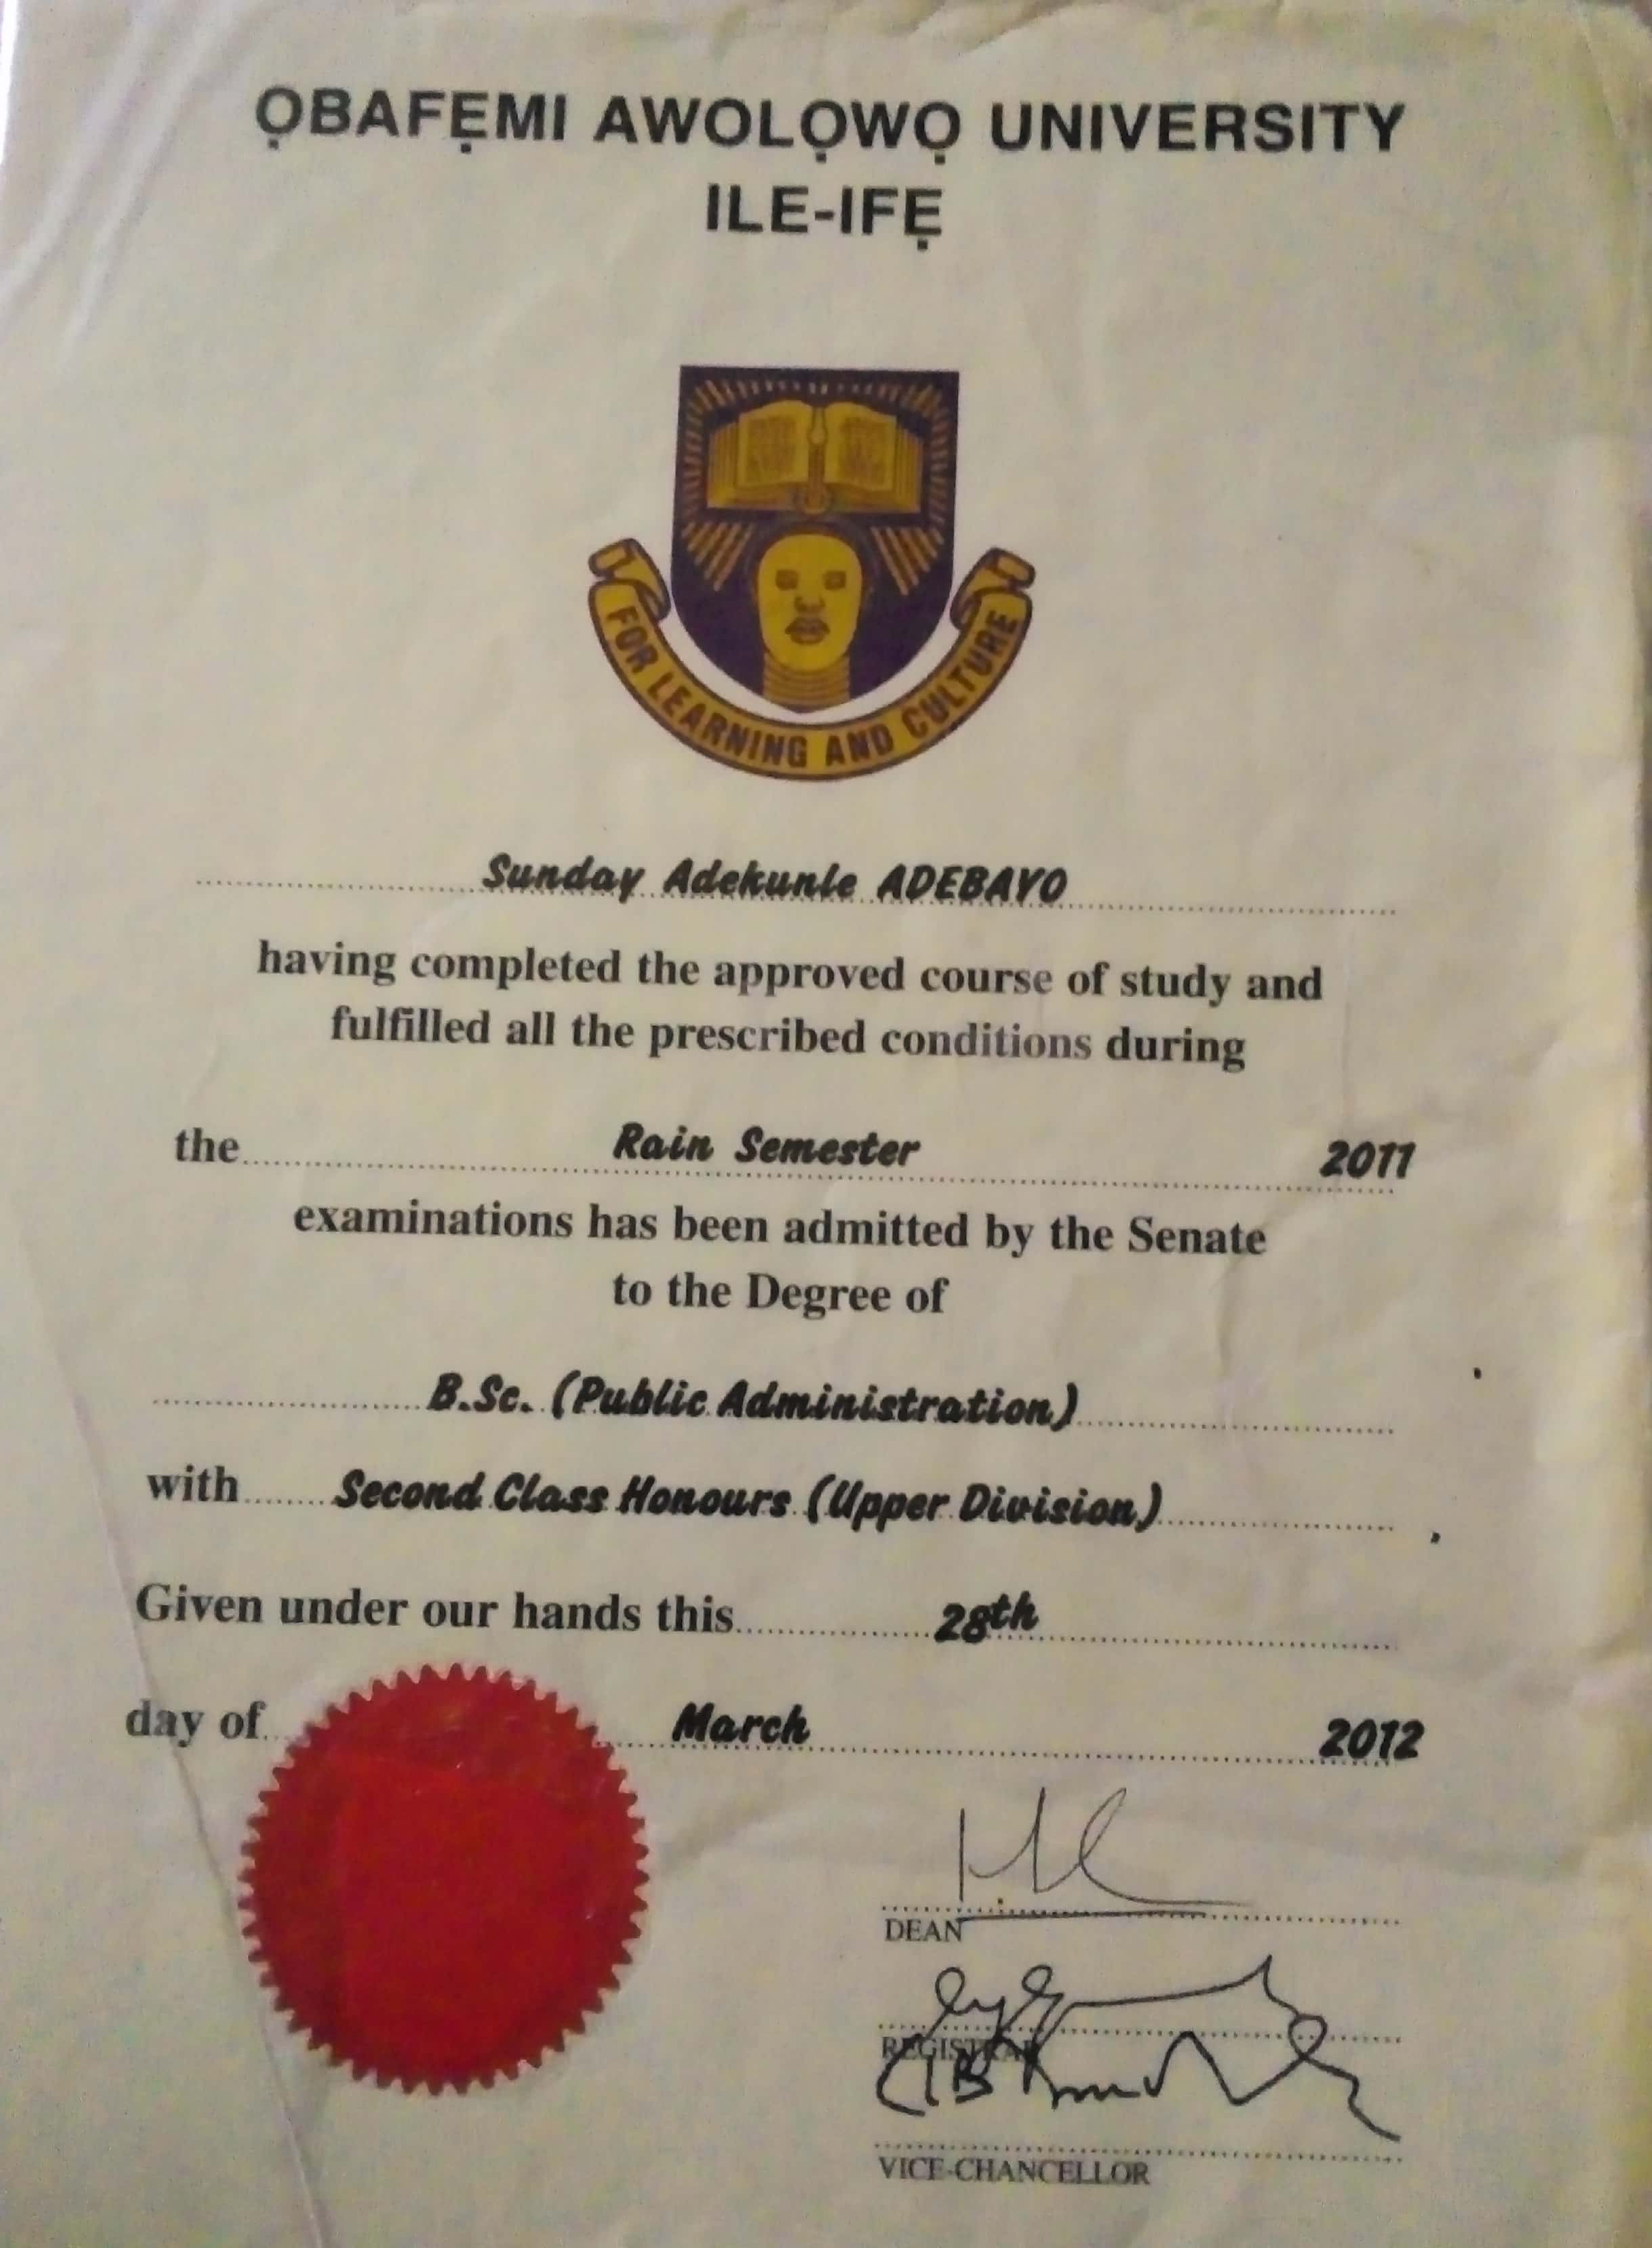 ỌBAFẸMI AWOLỌWỌ UNIVERSITY
ILE-IFẸ
FOR LEARNING AND CULTURE
Sunday Adekunle ADEBAYO
having completed the approved course of study and
fulfilled all the prescribed conditions during
the Rain Semester 2011
examinations has been admitted by the Senate
to the Degree of
B.Sc. (Public Administration)
with Second Class Honours (Upper Division)
Given under our hands this 28th
day of March 2012
DEAN
REGISTRAR
VICE-CHANCELLOR